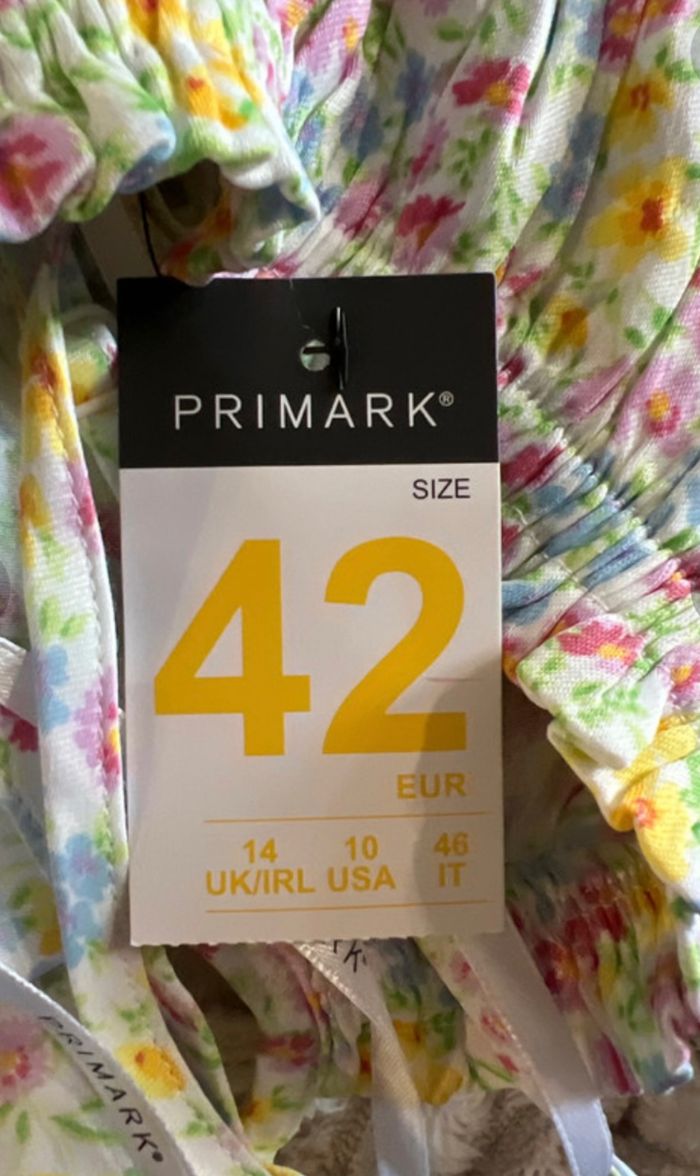 PRIMARK®
SIZE
42
EUR
14 10 46
UK/IRL USA IT
PRIMARK®